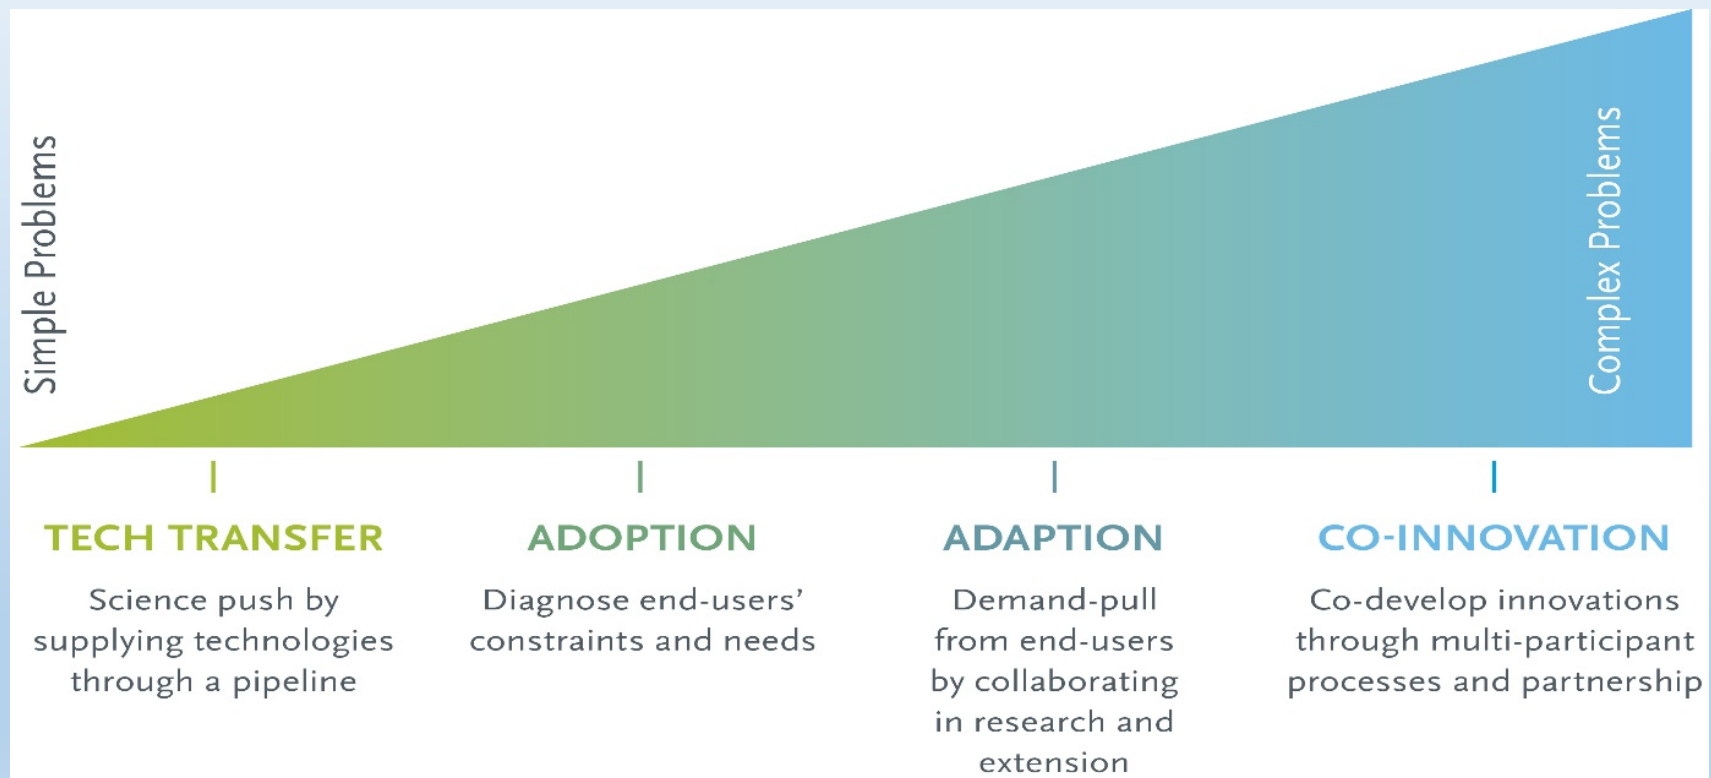 Simple Problems
Complex Problems
TECH TRANSFER
Science push by
supplying technologies
through a pipeline
ADOPTION
Diagnose end-users’
constraints and needs
ADAPTION
Demand-pull
from end-users
by collaborating
in research and
extension
CO-INNOVATION
Co-develop innovations
through multi-participant
processes and partnership